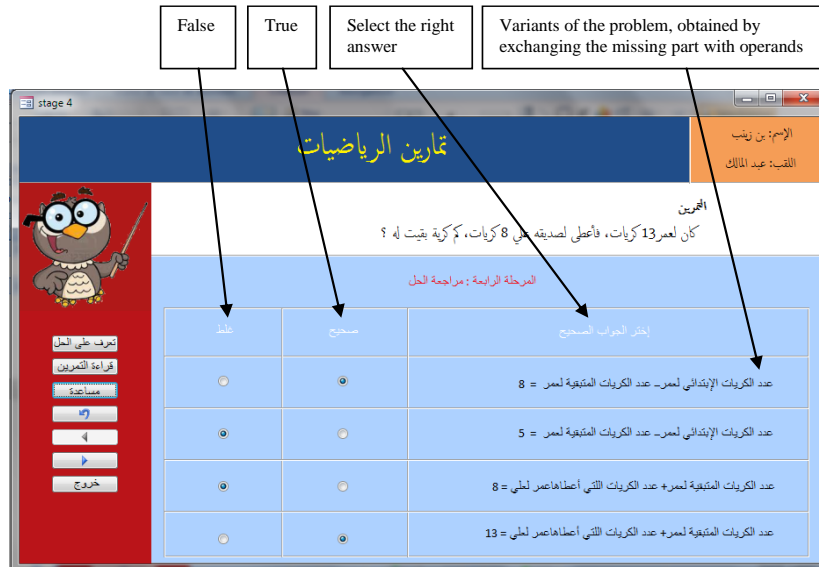 False
True
Select the right
answer
Variants of the problem, obtained by
exchanging the missing part with operands
stage 4
تمارين الرياضيات
الإسم: بن زينب
اللقب: عبد المالك
التمرين
كان لعمر 13 كريات، فأعطى لصديقه علي 8 كريات، كم كرية بقيت له ؟
المرحلة الرابعة : مراجعة الحل
إختر الجواب الصحيح
صحيح
غلط
عدد الكريات الإبتدائي لعمر_ عدد الكريات المتبقية لعمر = 8
عدد الكريات الإبتدائي لعمر_ عدد الكريات المتبقية لعمر = 5
عدد الكريات المتبقية لعمر+ عدد الكريات اللتي أعطاهاعمر لعلي = 8
عدد الكريات المتبقية لعمر+ عدد الكريات اللتي أعطاهاعمر لعلي = 13
تعرف على الحل
قراءة التمرين
مساعدة
خروج